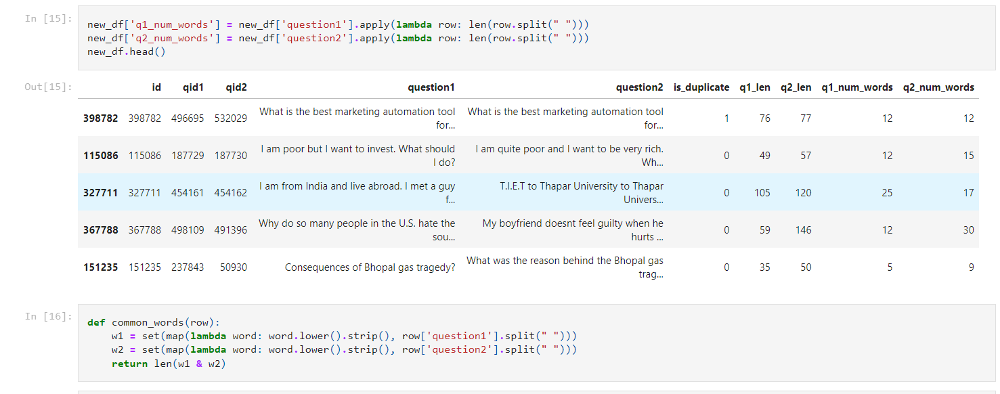 In [15]:
new_df['q1_num_words'] = new_df['question1'].apply(lambda row: len(row.split(" ")))
new_df['q2_num_words'] = new_df['question2'].apply(lambda row: len(row.split(" ")))
new_df.head()
Out[15]:
id qid1 qid2 question1 question2 is_duplicate q1_len q2_len q1_num_words q2_num_words
398782 398782 496695 532029 What is the best marketing automation tool for... What is the best marketing automation tool for... 1 76 77 12 12
115086 115086 187729 187730 I am poor but I want to invest. What should I do? I am quite poor and I want to be very rich. Wh... 0 49 57 12 15
327711 327711 454161 454162 I am from India and live abroad. I met a guy f... T.I.E.T to Thapar University to Thapar Univers... 0 105 120 25 17
367788 367788 498109 491396 Why do so many people in the U.S. hate the sou... My boyfriend doesnt feel guilty when he hurts ... 0 59 146 12 30
151235 151235 237843 50930 Consequences of Bhopal gas tragedy? What was the reason behind the Bhopal gas trag... 0 35 50 5 9
In [16]:
def common_words(row):
    w1 = set(map(lambda word: word.lower().strip(), row['question1'].split(" ")))
    w2 = set(map(lambda word: word.lower().strip(), row['question2'].split(" ")))
    return len(w1 & w2)